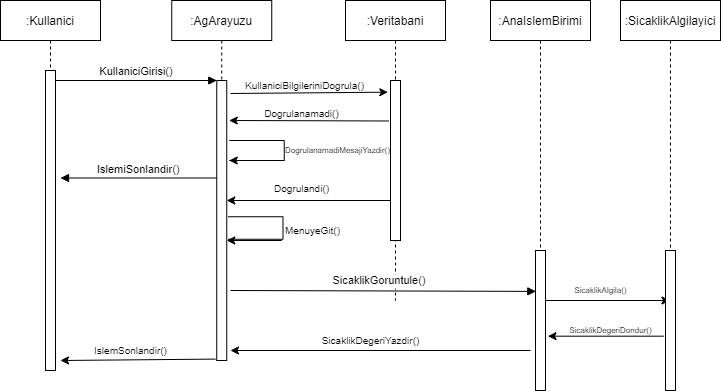 :Kullanici
:AgArayuzu
:Veritabani
:AnaIslemBirimi
:SicaklikAlgilayici
KullaniciGirisi()
KullaniciBilgileriniDogrula()
Dogrulanamadi()
DogrulanamadiMesajiYazdir()
IslemiSonlandir()
Dogrulandi()
MenuyeGit()
SicaklikGoruntule()
SicaklikAlgila()
SicaklikDegeriDondur()
SicaklikDegeriYazdir()
IslemSonlandir()